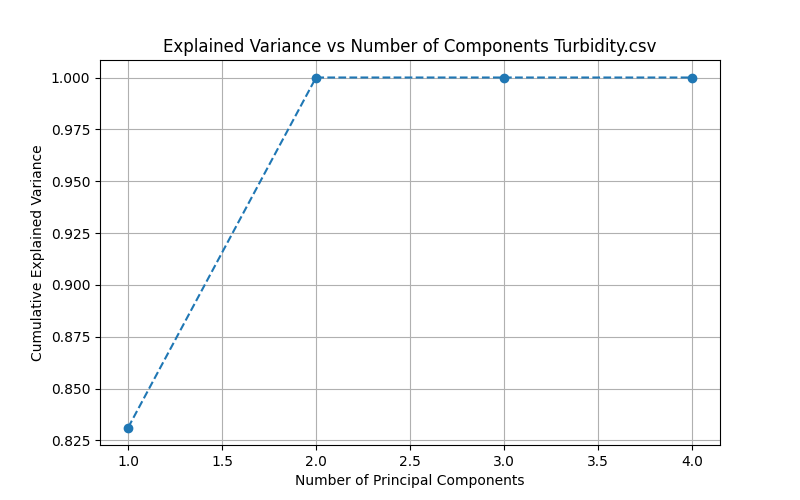 Explained Variance vs Number of Components Turbidity.csv
1.000
0.975
0.950
0.925
0.900
0.875
0.850
0.825
Cumulative Explained Variance
1.0 1.5 2.0 2.5 3.0 3.5 4.0
Number of Principal Components